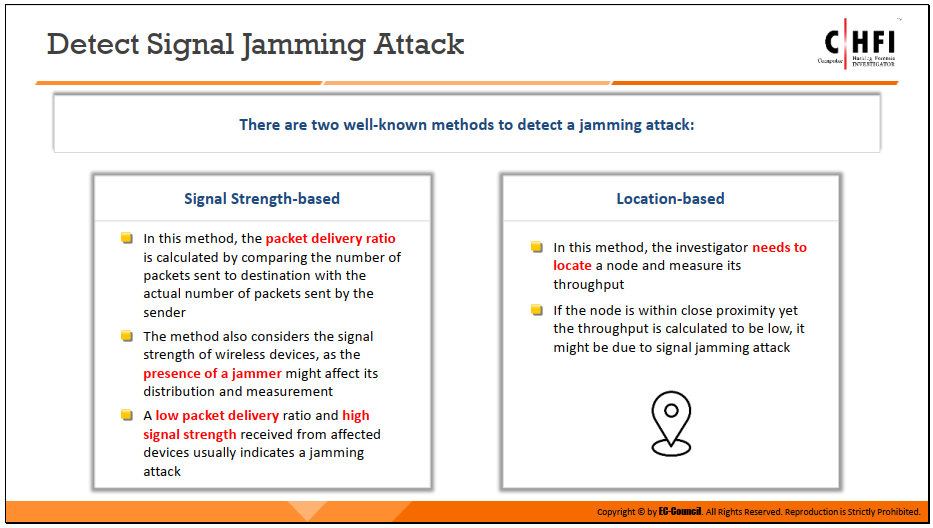 Detect Signal Jamming Attack
CHFI
Computer
Hacking Forensic
INVESTIGATOR
There are two well-known methods to detect a jamming attack:
Signal Strength-based
In this method, the packet delivery ratio
is calculated by comparing the number of
packets sent to destination with the
actual number of packets sent by the
sender
The method also considers the signal
strength of wireless devices, as the
presence of a jammer might affect its
distribution and measurement
A low packet delivery ratio and high
signal strength received from affected
devices usually indicates a jamming
attack
Location-based
In this method, the investigator needs to
locate a node and measure its
throughput
If the node is within close proximity yet
the throughput is calculated to be low, it
might be due to signal jamming attack
Copyright © by EC-Council. All Rights Reserved. Reproduction is Strictly Prohibited.